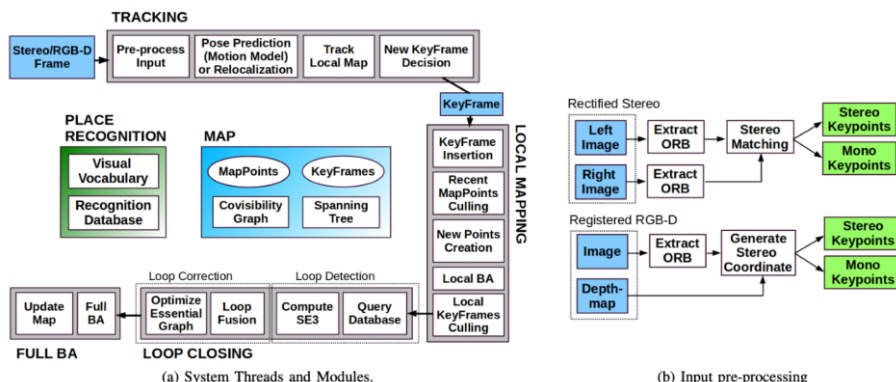 TRACKING
Stereo/RGB-D
Frame
Pre-process
Input
Pose Prediction
(Motion Model)
or Relocalization
Track
Local Map
New KeyFrame
Decision
KeyFrame
PLACE
RECOGNITION
Visual
Vocabulary
Recognition
Database
MAP
MapPoints
KeyFrames
Covisibility
Graph
Spanning
Tree
LOCAL MAPPING
KeyFrame
Insertion
Recent
MapPoints
Culling
New Points
Creation
Local BA
Local
KeyFrames
Culling
Loop Correction
Loop Detection
Update
Map
Full
BA
Optimize
Essential
Graph
Loop
Fusion
Compute
SE3
Query
Database
FULL BA
LOOP CLOSING
(a) System Threads and Modules.
Rectified Stereo
Left
Image
Extract
ORB
Stereo
Matching
Stereo
Keypoints
Mono
Keypoints
Right
Image
Extract
ORB
Registered RGB-D
Image
Extract
ORB
Generate
Stereo
Coordinate
Stereo
Keypoints
Mono
Keypoints
Depth-
map
(b) Input pre-processing